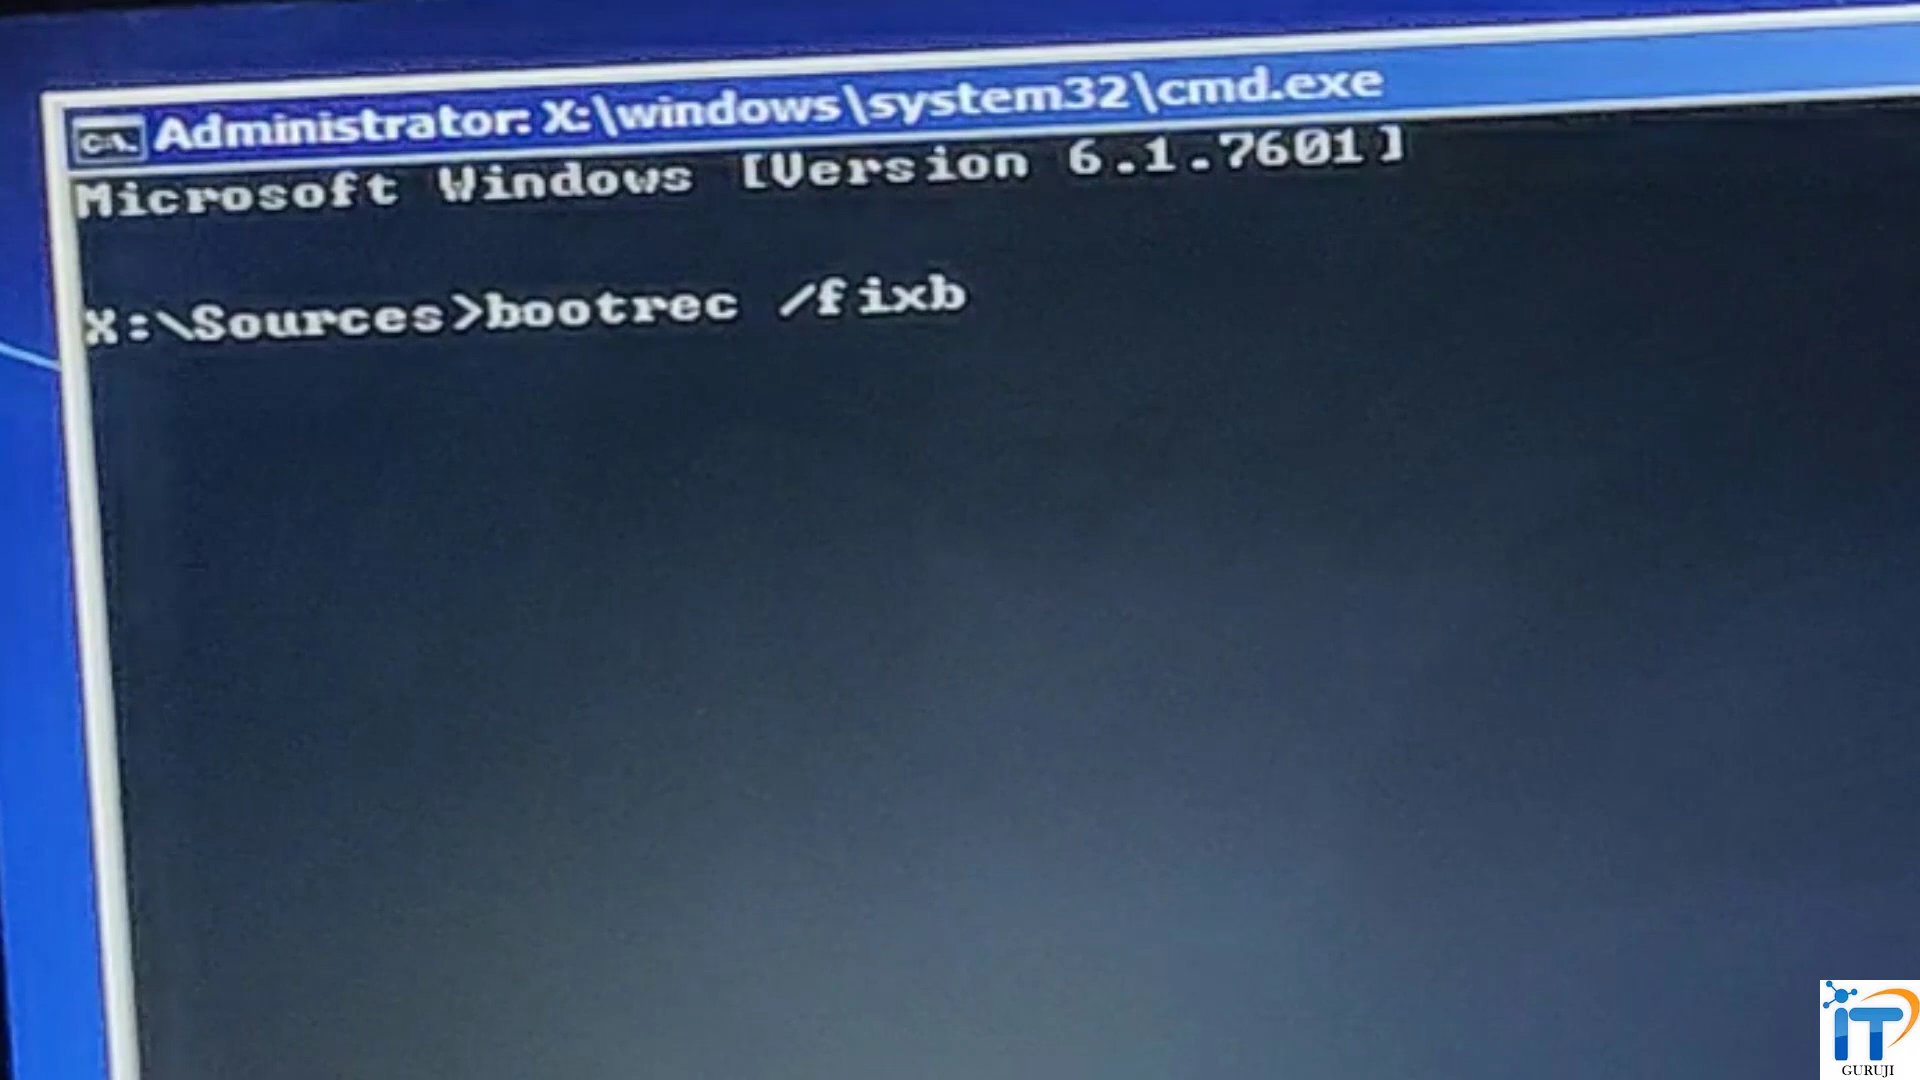 C:\.
Administrator: X:\windows\system32\cmd.exe
Microsoft Windows [Version 6.1.7601]
X:\Sources>bootrec /fixb
iT
GURUJI